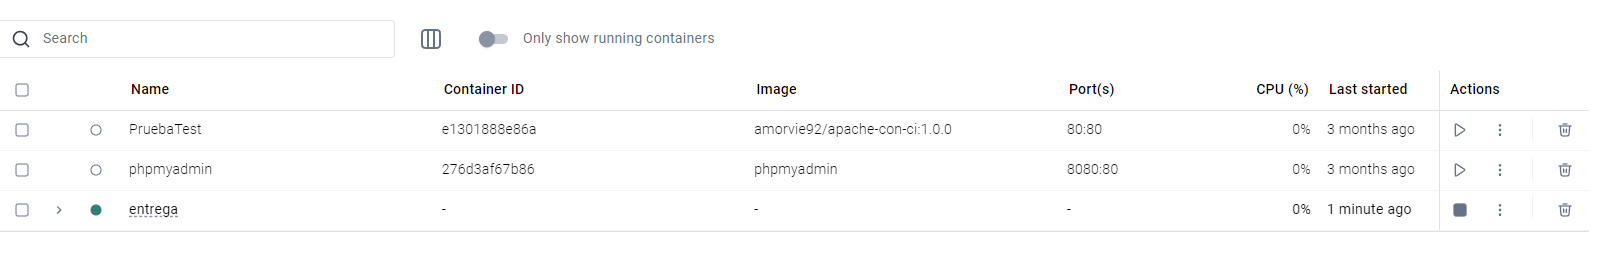 Search Only show running containers
Name Container ID Image Port(s) CPU (%) Last started Actions
PruebaTest e1301888e86a amorvie92/apache-con-ci:1.0.0 80:80 0% 3 months ago
phpmyadmin 276d3af67b86 phpmyadmin 8080:80 0% 3 months ago
entrega - - - 0% 1 minute ago